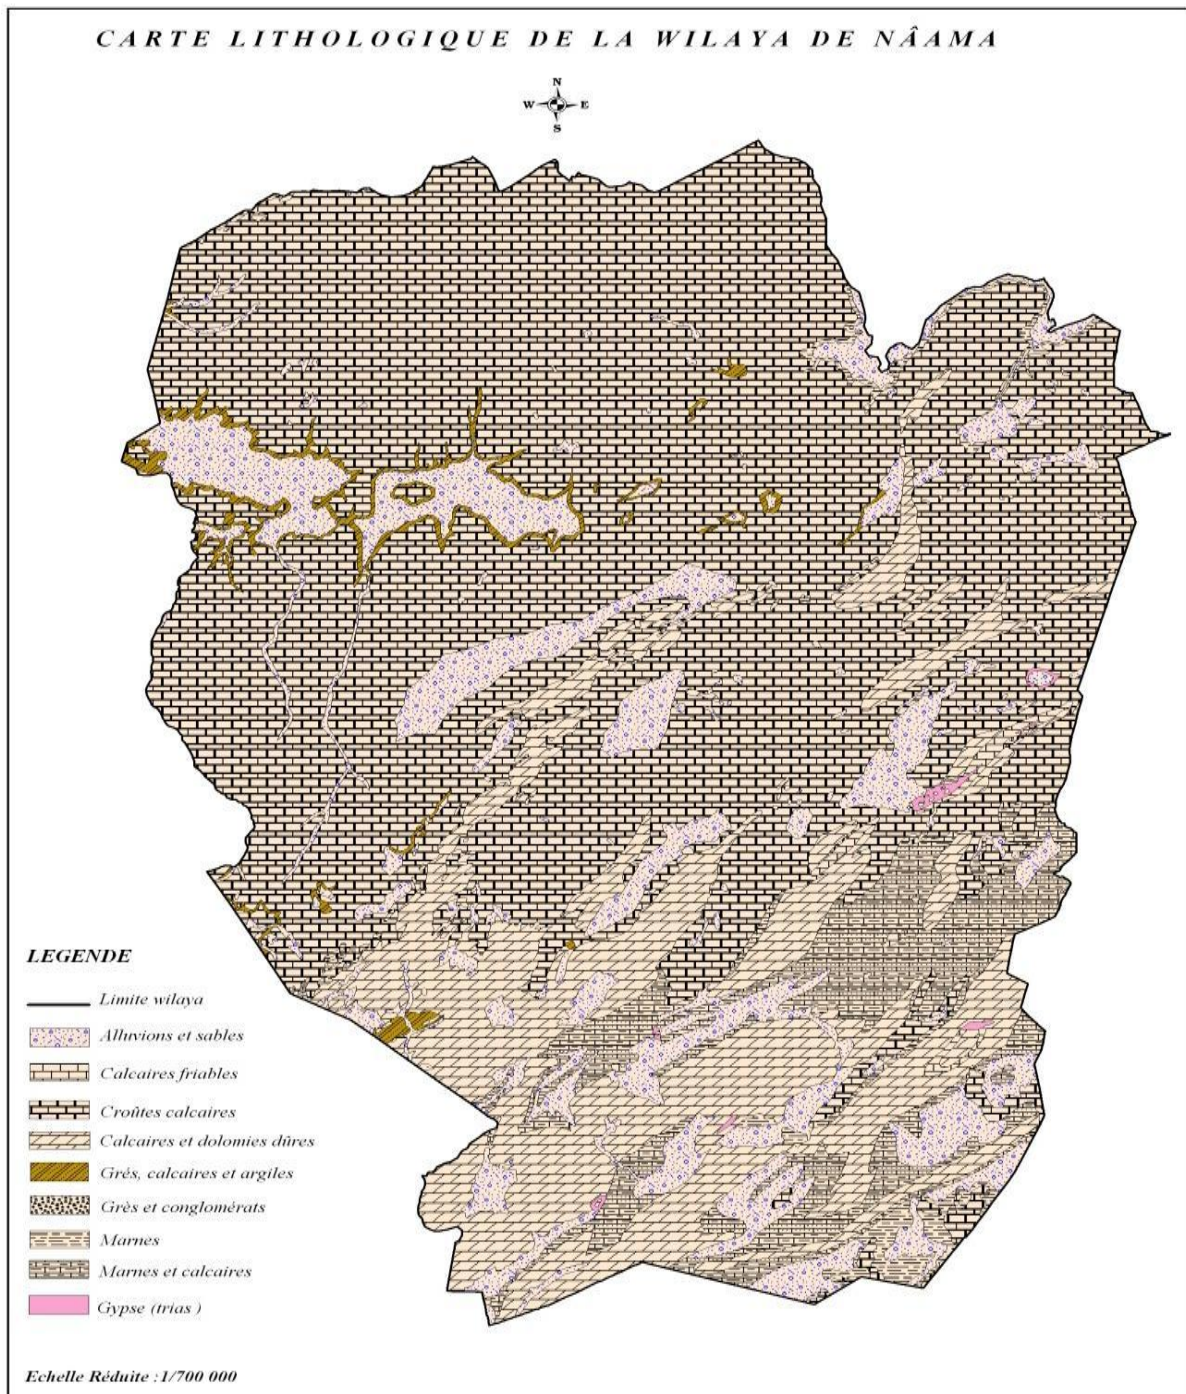 CARTE LITHOLOGIQUE DE LA WILAYA DE NÂAMA
N
W E
S
LEGENDE
Limite wilaya
Alluvions et sables
Calcaires friables
Croûtes calcaires
Calcaires et dolomies dûres
Grés, calcaires et argiles
Grès et conglomérats
Marnes
Marnes et calcaires
Gypse (trias )
Echelle Réduite : 1/700 000